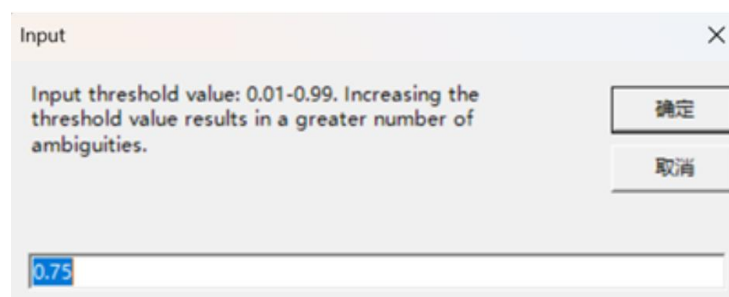 Input
Input threshold value: 0.01-0.99. Increasing the
threshold value results in a greater number of
ambiguities.
确定
取消
0.75